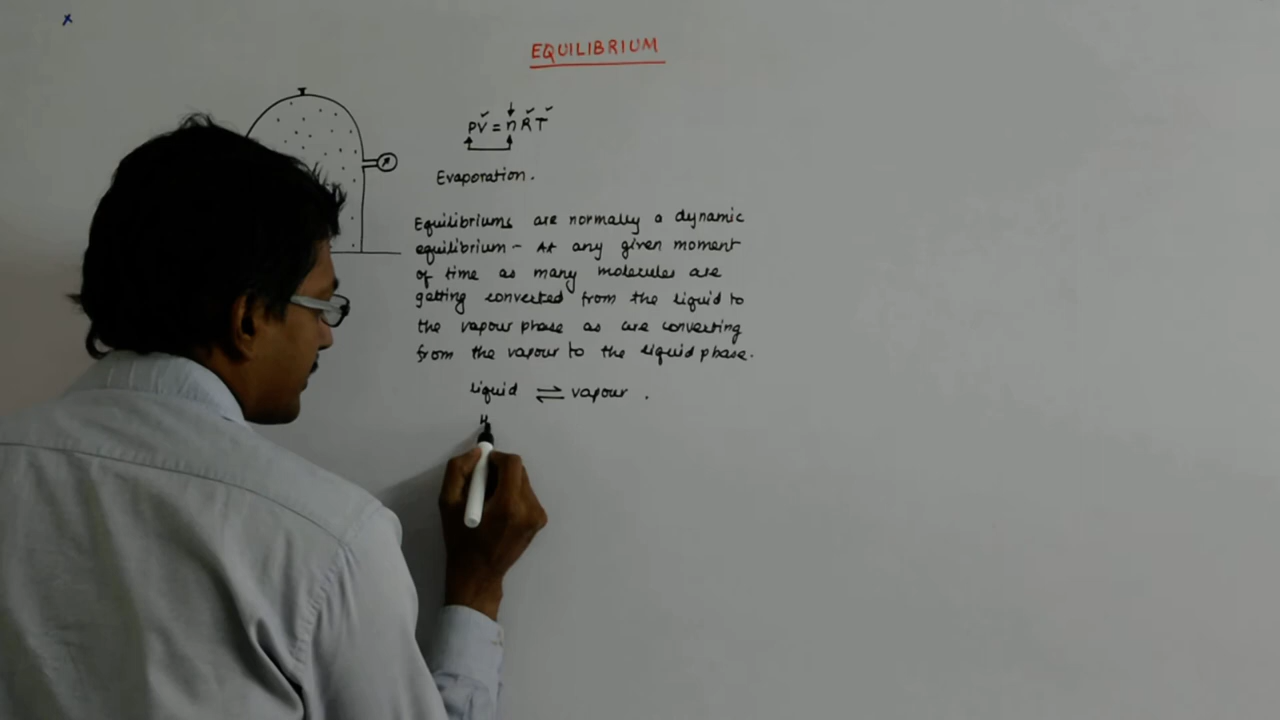 EQUILIBRIUM
PV = nRT
Evaporation.
Equilibriums are normally a dynamic
equilibrium - At any given moment
of time as many molecules are
getting converted from the liquid to
the vapour phase as are converting
from the vapour to the liquid phase.
liquid ⇌ vapour .
H